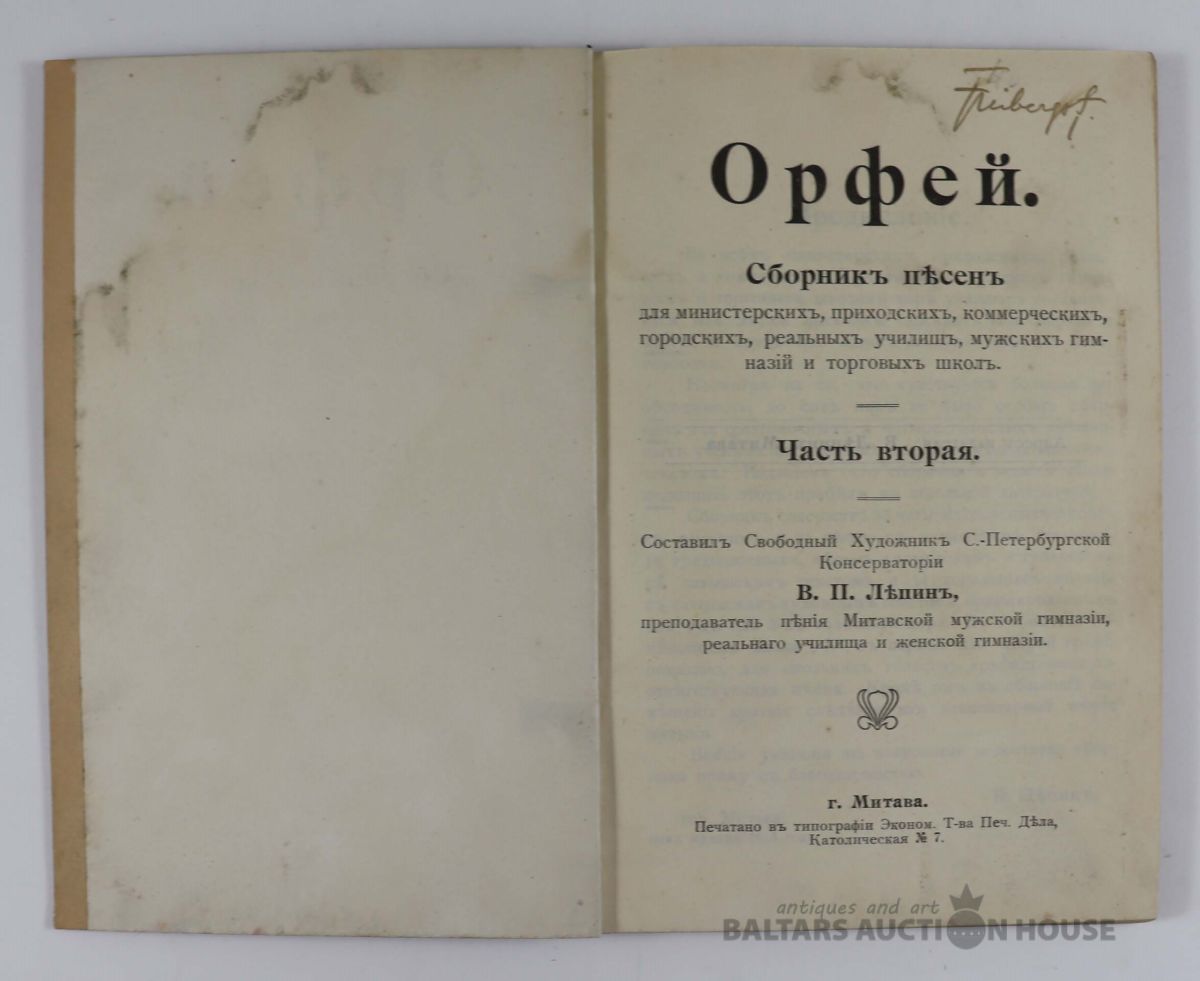 Freibergs J.
Орфей.
Сборникъ пѣсенъ
для министерскихъ, приходскихъ, коммерческихъ,
городскихъ, реальныхъ училищъ, мужскихъ гим-
назій и торговыхъ школъ.
Часть вторая.
Составилъ Свободный Художникъ С.-Петербургской
Консерваторіи
В. П. Лѣпинъ,
преподаватель пѣнія Митавской мужской гимназіи,
реальнаго училища и женской гимназіи.
г. Митава.
Печатано въ типографіи Эконом. Т-ва Печ. Дѣла,
Католическая № 7.
antiques and art
BALTARS AUCTION HOUSE